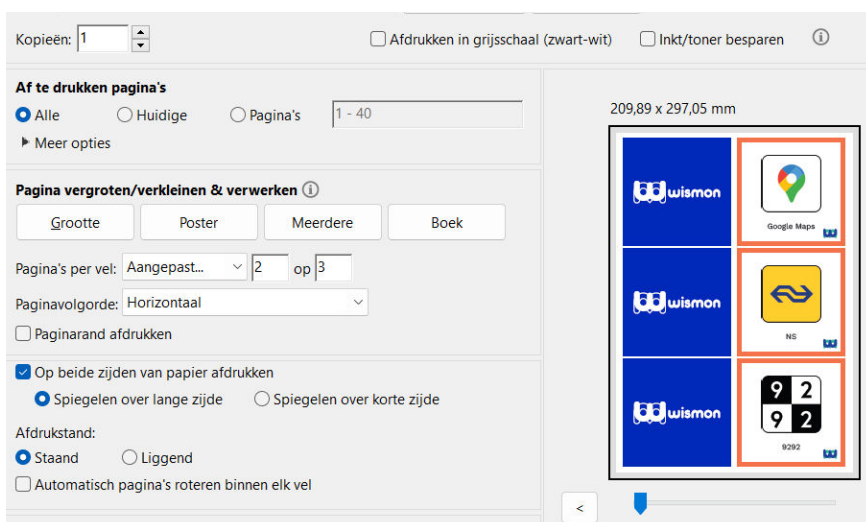 Kopieën: 1
Afdrukken in grijsschaal (zwart-wit)
Inkt/toner besparen
Af te drukken pagina's
Alle
Huidige
Pagina's
1 - 40
Meer opties
Pagina vergroten/verkleinen & verwerken
Grootte
Poster
Meerdere
Boek
Pagina's per vel: Aangepast... 2 op 3
Paginavolgorde: Horizontaal
Paginarand afdrukken
Op beide zijden van papier afdrukken
Spiegelen over lange zijde
Spiegelen over korte zijde
Afdrukstand:
Staand
Liggend
Automatisch pagina's roteren binnen elk vel
209,89 x 297,05 mm
wismon
Google Maps
wismon
NS
wismon
9 2
9 2
9292
<